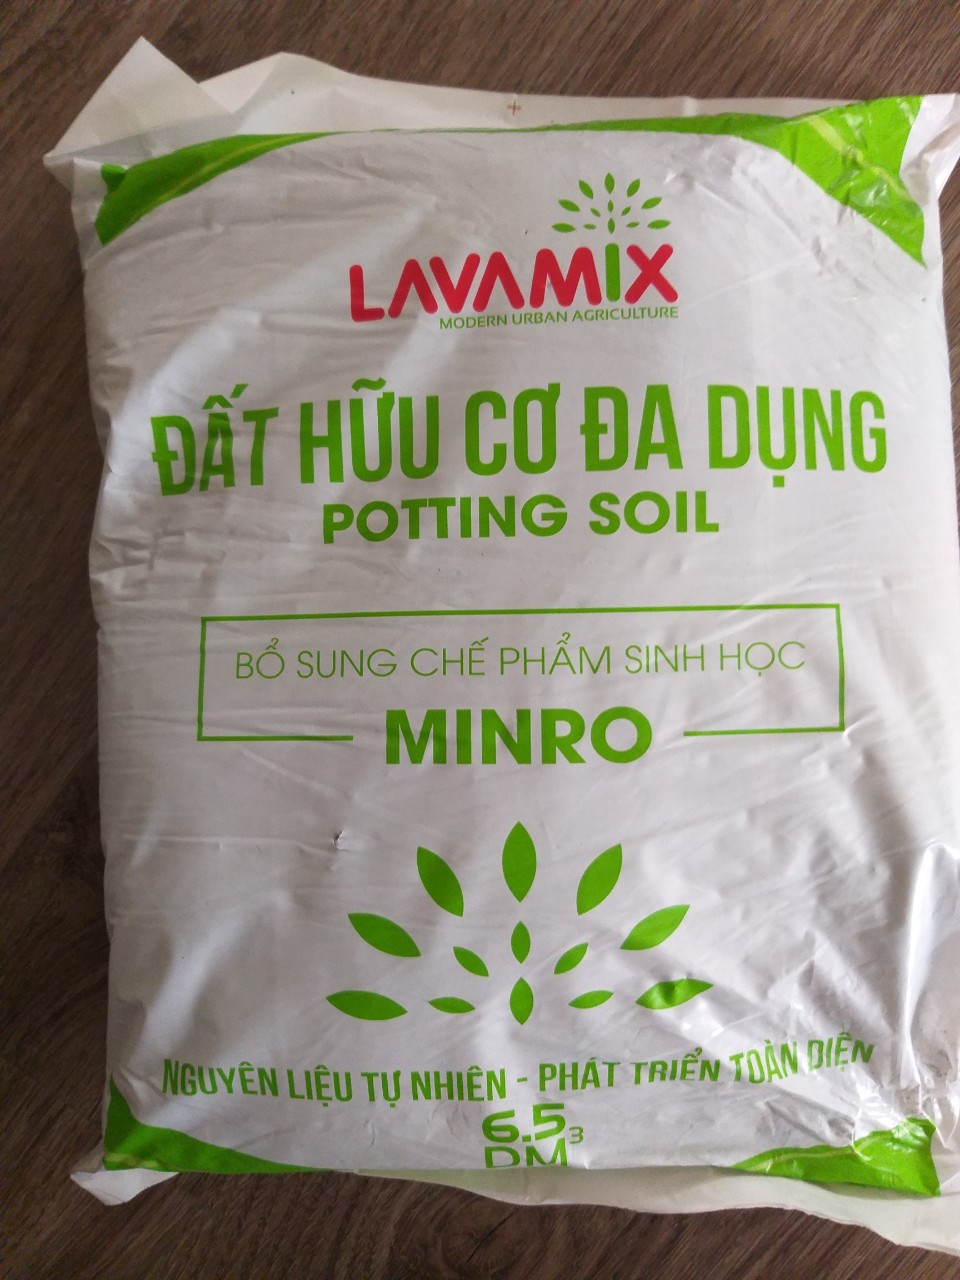 LAVAMIX
MODERN URBAN AGRICULTURE
ĐẤT HỮU CƠ ĐA DỤNG
POTTING SOIL
BỔ SUNG CHẾ PHẨM SINH HỌC
MINRO
NGUYÊN LIỆU TỰ NHIÊN - PHÁT TRIỂN TOÀN DIỆN
6.5
DM3